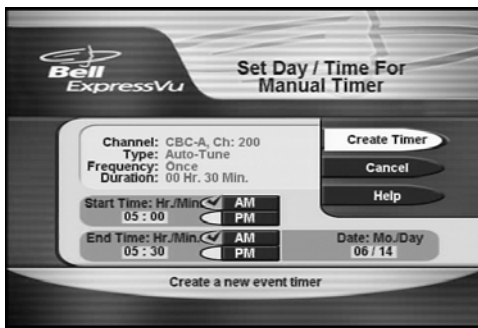 Bell
ExpressVu
Set Day / Time For
Manual Timer
Channel: CBC-A, Ch: 200
Type: Auto-Tune
Frequency: Once
Duration: 00 Hr. 30 Min.
Create Timer
Cancel
Help
Start Time: Hr./Min. AM
05 : 00 PM
End Time: Hr./Min. AM
05 : 30 PM
Date: Mo./Day
06 / 14
Create a new event timer